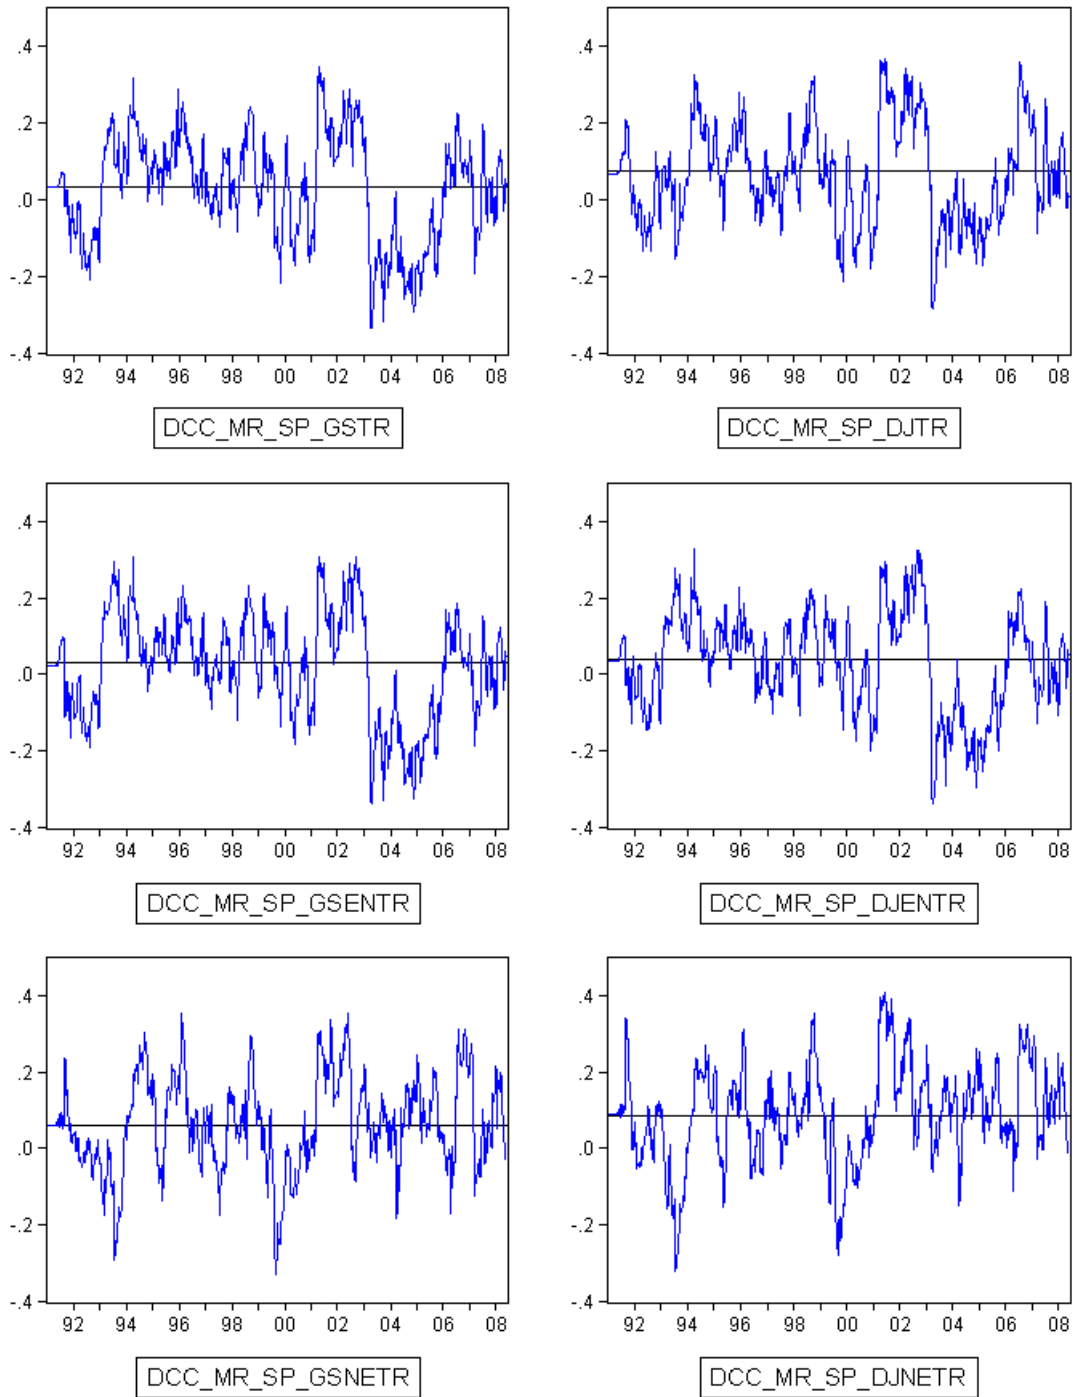 .4 .4
.2 .2
.0 .0
-.2 -.2
-.4 -.4
92 94 96 98 00 02 04 06 08 92 94 96 98 00 02 04 06 08
DCC_MR_SP_GSTR DCC_MR_SP_DJTR
.4 .4
.2 .2
.0 .0
-.2 -.2
-.4 -.4
92 94 96 98 00 02 04 06 08 92 94 96 98 00 02 04 06 08
DCC_MR_SP_GSENTR DCC_MR_SP_DJENTR
.4 .4
.2 .2
.0 .0
-.2 -.2
-.4 -.4
92 94 96 98 00 02 04 06 08 92 94 96 98 00 02 04 06 08
DCC_MR_SP_GSNETR DCC_MR_SP_DJNETR